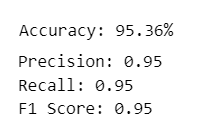 Accuracy: 95.36%
Precision: 0.95
Recall: 0.95
F1 Score: 0.95